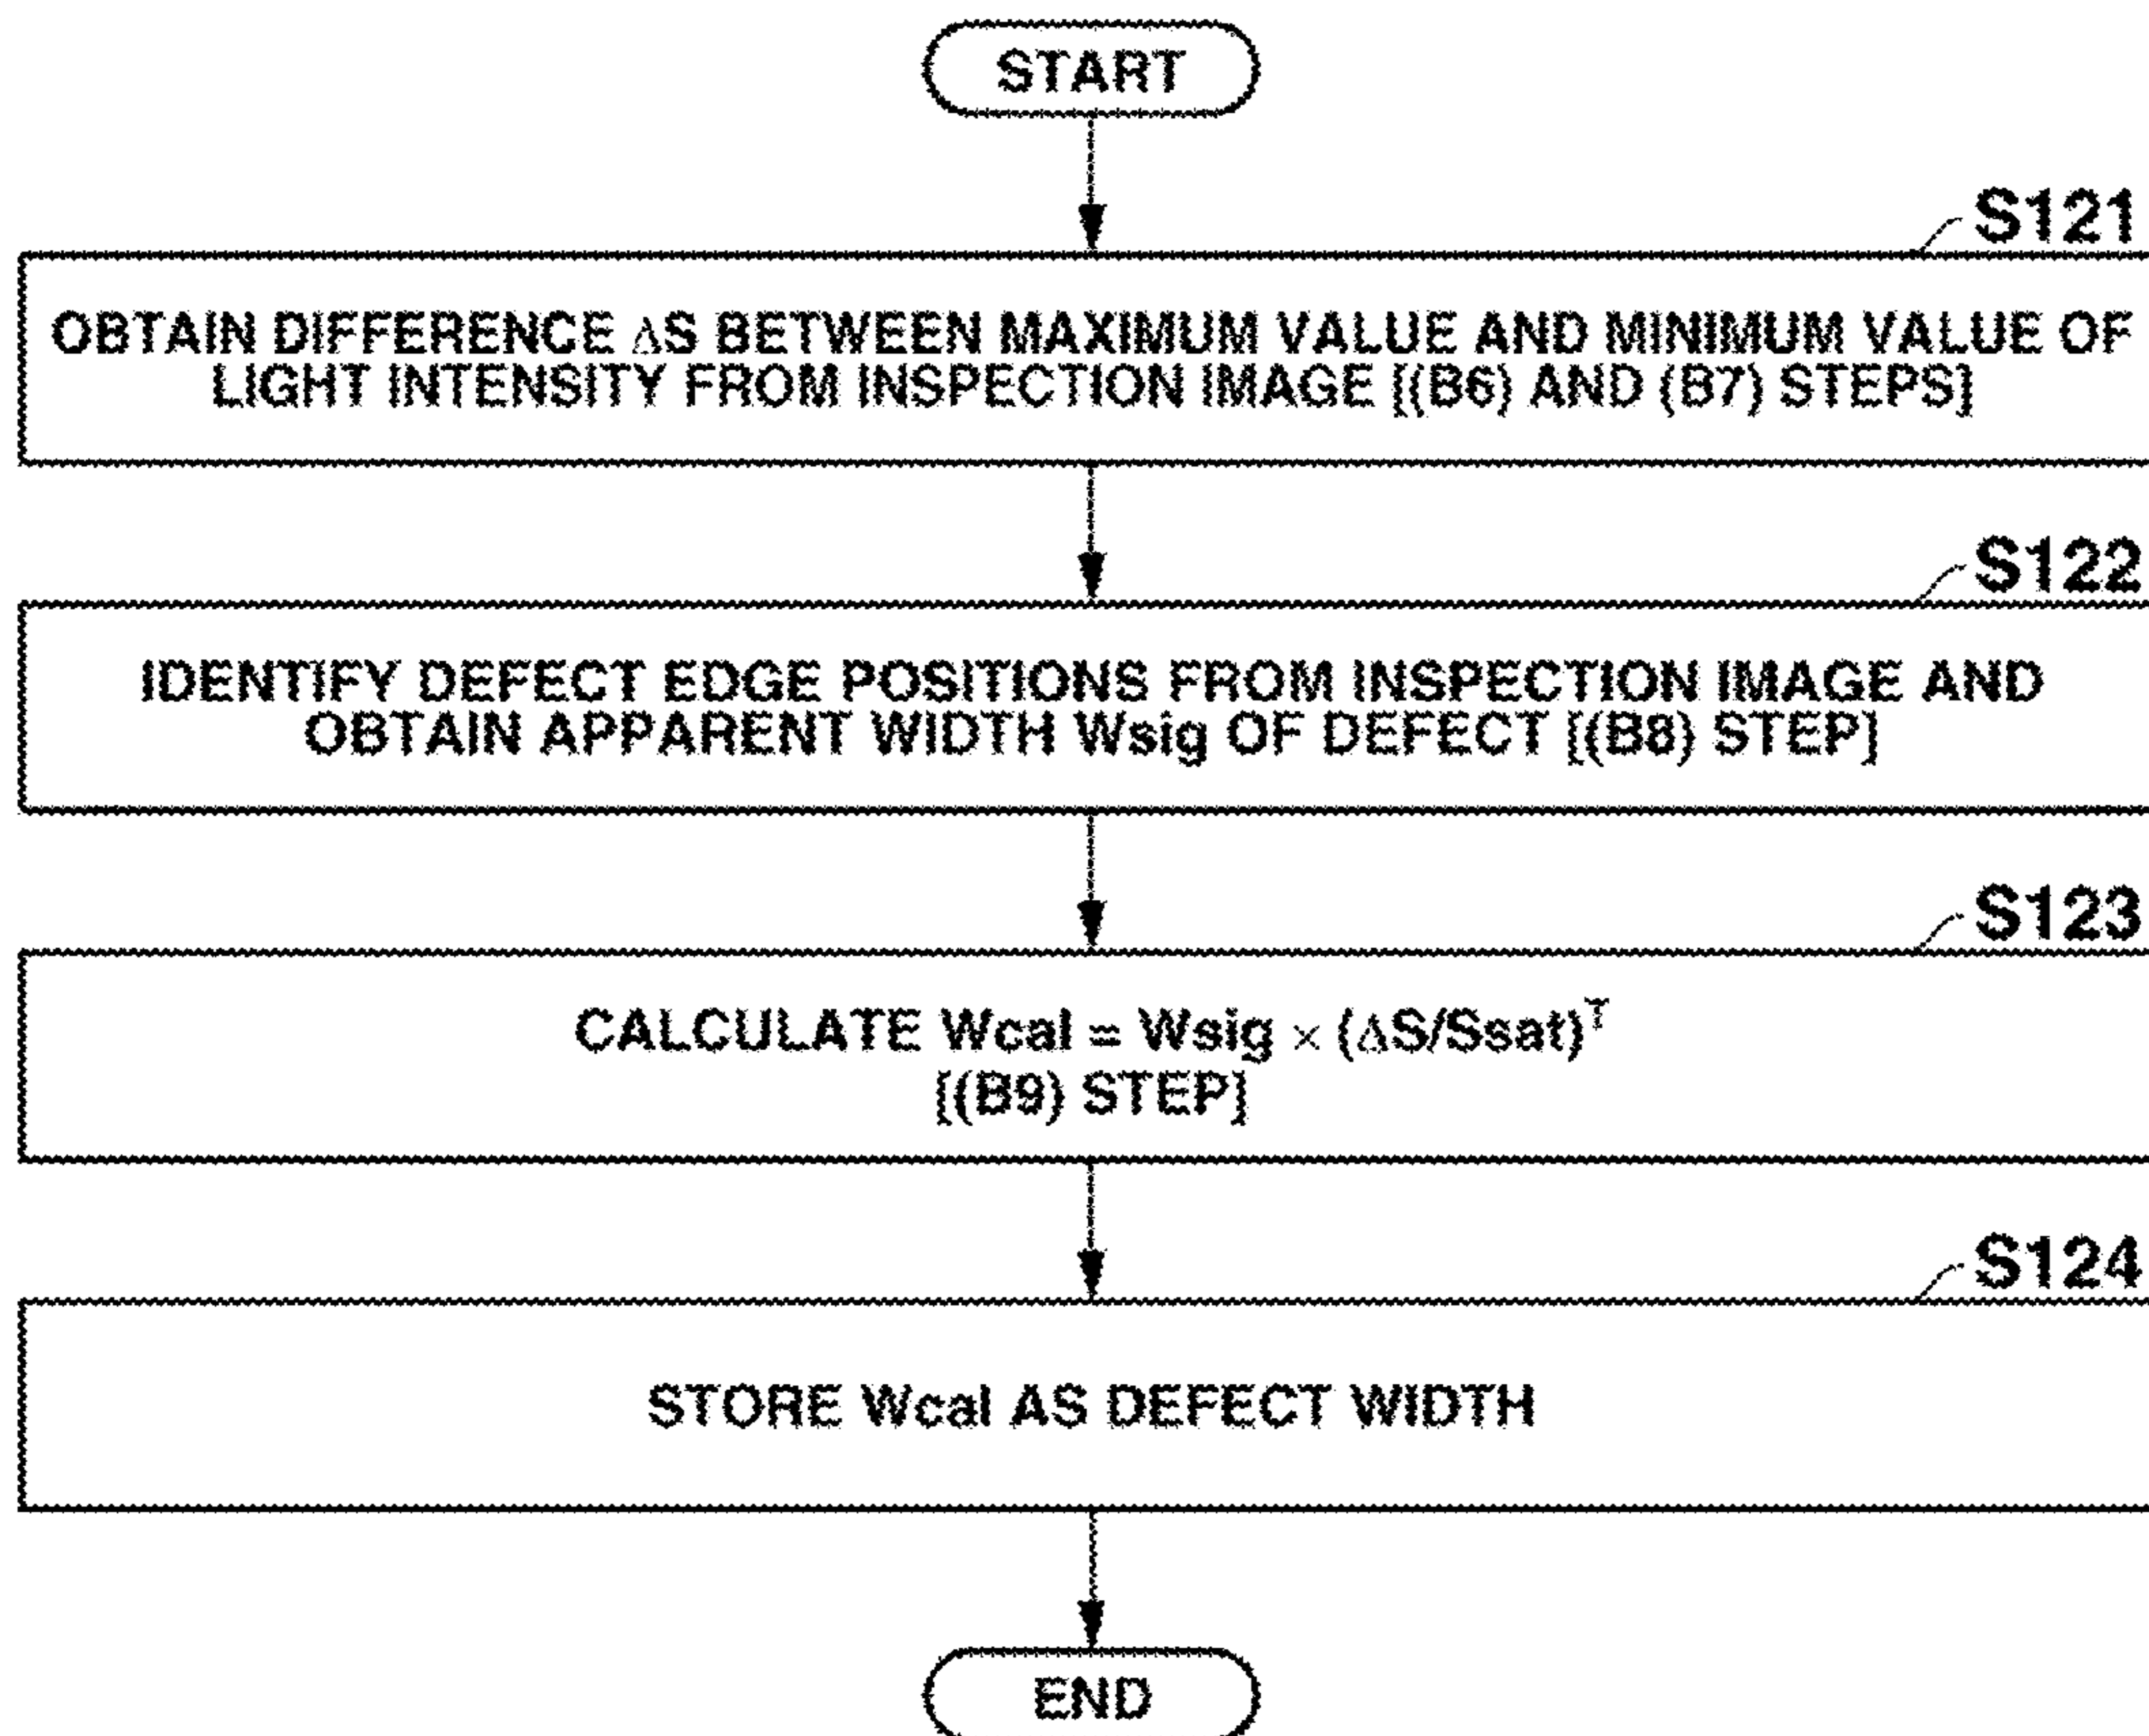 START
S121
OBTAIN DIFFERENCE ΔS BETWEEN MAXIMUM VALUE AND MINIMUM VALUE OF
LIGHT INTENSITY FROM INSPECTION IMAGE [(B6) AND (B7) STEPS]
S122
IDENTIFY DEFECT EDGE POSITIONS FROM INSPECTION IMAGE AND
OBTAIN APPARENT WIDTH Wsig OF DEFECT [(B8) STEP]
S123
CALCULATE Wcal = Wsig × (ΔS/Ssat)ᵀ
[(B9) STEP]
S124
STORE Wcal AS DEFECT WIDTH
END